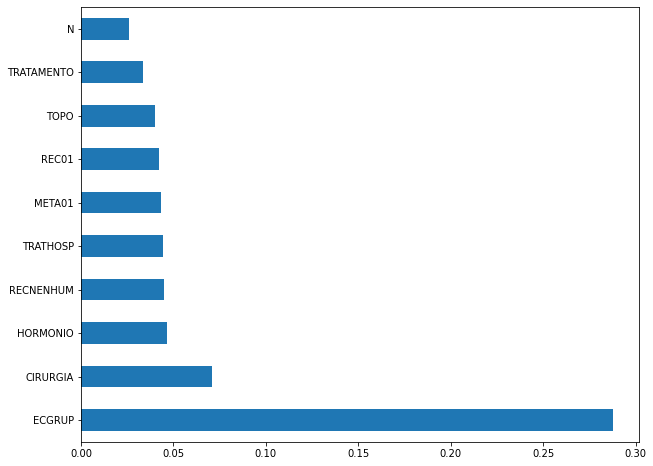 N
TRATAMENTO
TOPO
REC01
META01
TRATHOSP
RECNENHUM
HORMONIO
CIRURGIA
ECGRUP
0.00 0.05 0.10 0.15 0.20 0.25 0.30